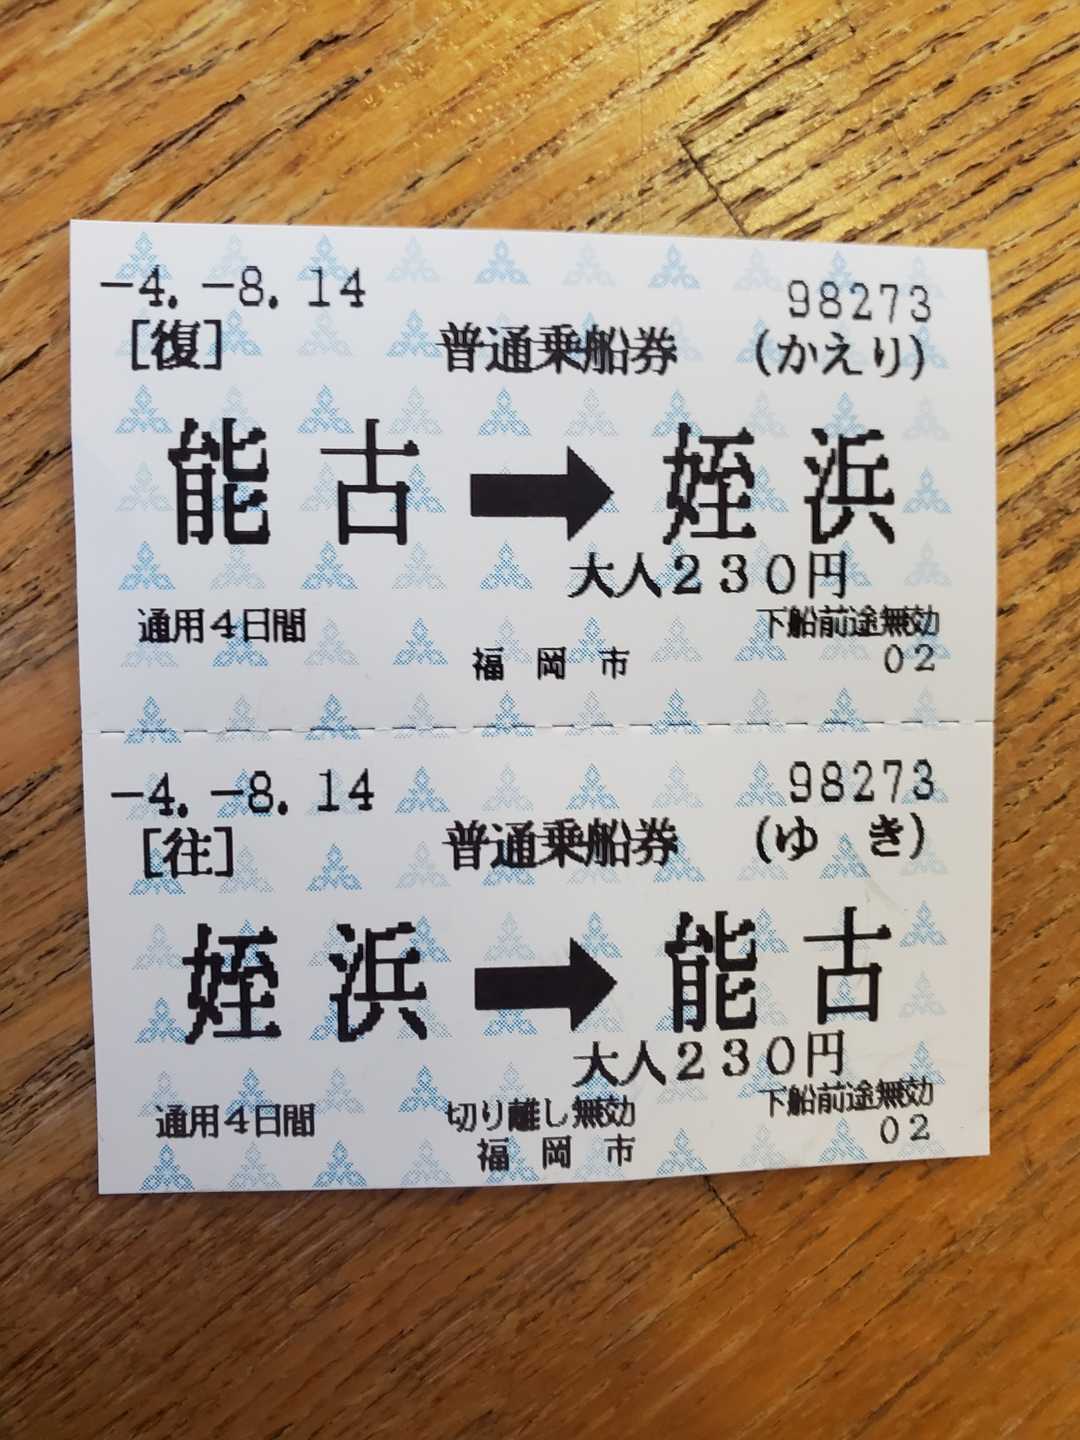 -4.-8.14 98273
[復] 普通乗船券 (かえり)
能古➡姪浜
大人230円
通用4日間 下船前途無効
福岡市 02
-4.-8.14 98273
[往] 普通乗船券 (ゆき)
姪浜➡能古
大人230円
通用4日間 切り離し無効 下船前途無効
福岡市 02